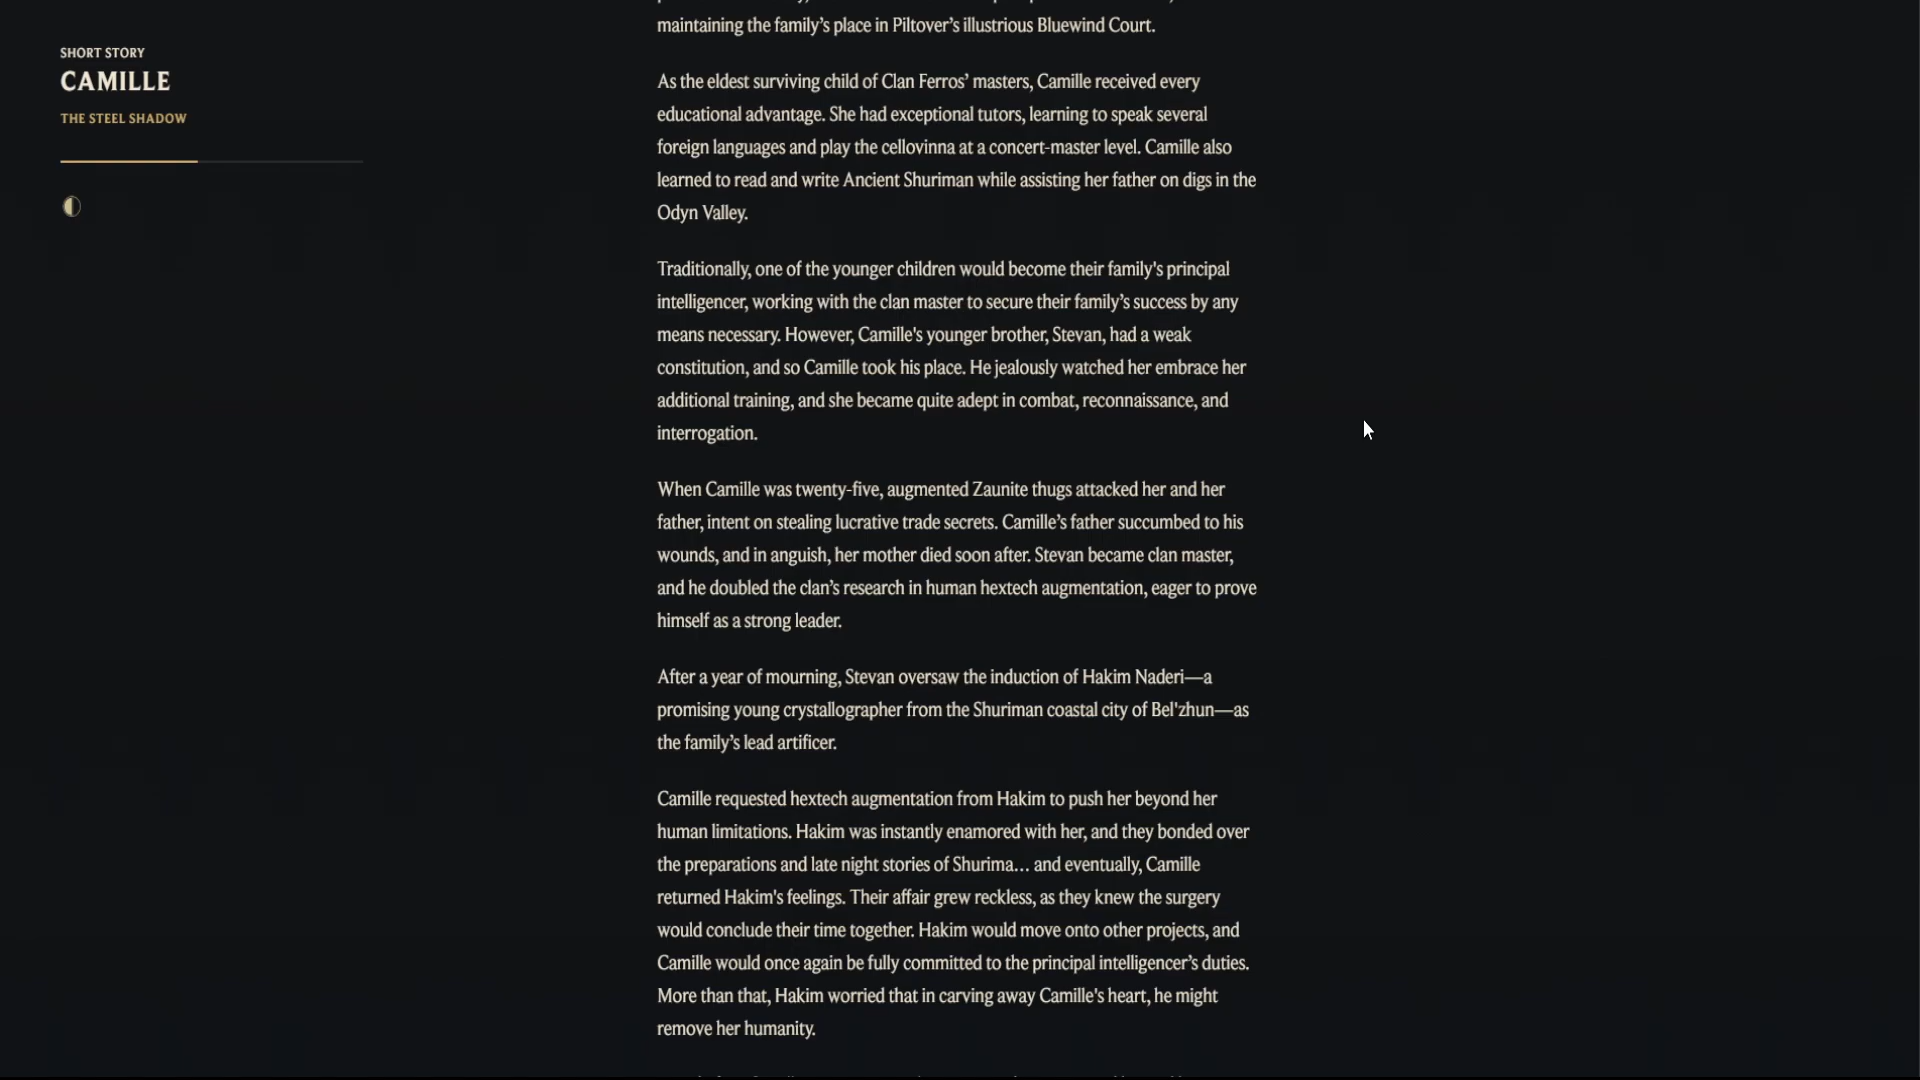 SHORT STORY
CAMILLE
THE STEEL SHADOW
maintaining the family’s place in Piltover’s illustrious Bluewind Court.
As the eldest surviving child of Clan Ferros’ masters, Camille received every
educational advantage. She had exceptional tutors, learning to speak several
foreign languages and play the cellovinna at a concert-master level. Camille also
learned to read and write Ancient Shuriman while assisting her father on digs in the
Odyn Valley.
Traditionally, one of the younger children would become their family's principal
intelligencer, working with the clan master to secure their family’s success by any
means necessary. However, Camille's younger brother, Stevan, had a weak
constitution, and so Camille took his place. He jealously watched her embrace her
additional training, and she became quite adept in combat, reconnaissance, and
interrogation.
When Camille was twenty-five, augmented Zaunite thugs attacked her and her
father, intent on stealing lucrative trade secrets. Camille’s father succumbed to his
wounds, and in anguish, her mother died soon after. Stevan became clan master,
and he doubled the clan’s research in human hextech augmentation, eager to prove
himself as a strong leader.
After a year of mourning, Stevan oversaw the induction of Hakim Naderi—a
promising young crystallographer from the Shuriman coastal city of Bel'zhun—as
the family’s lead artificer.
Camille requested hextech augmentation from Hakim to push her beyond her
human limitations. Hakim was instantly enamored with her, and they bonded over
the preparations and late night stories of Shurima… and eventually, Camille
returned Hakim's feelings. Their affair grew reckless, as they knew the surgery
would conclude their time together. Hakim would move onto other projects, and
Camille would once again be fully committed to the principal intelligencer’s duties.
More than that, Hakim worried that in carving away Camille's heart, he might
remove her humanity.